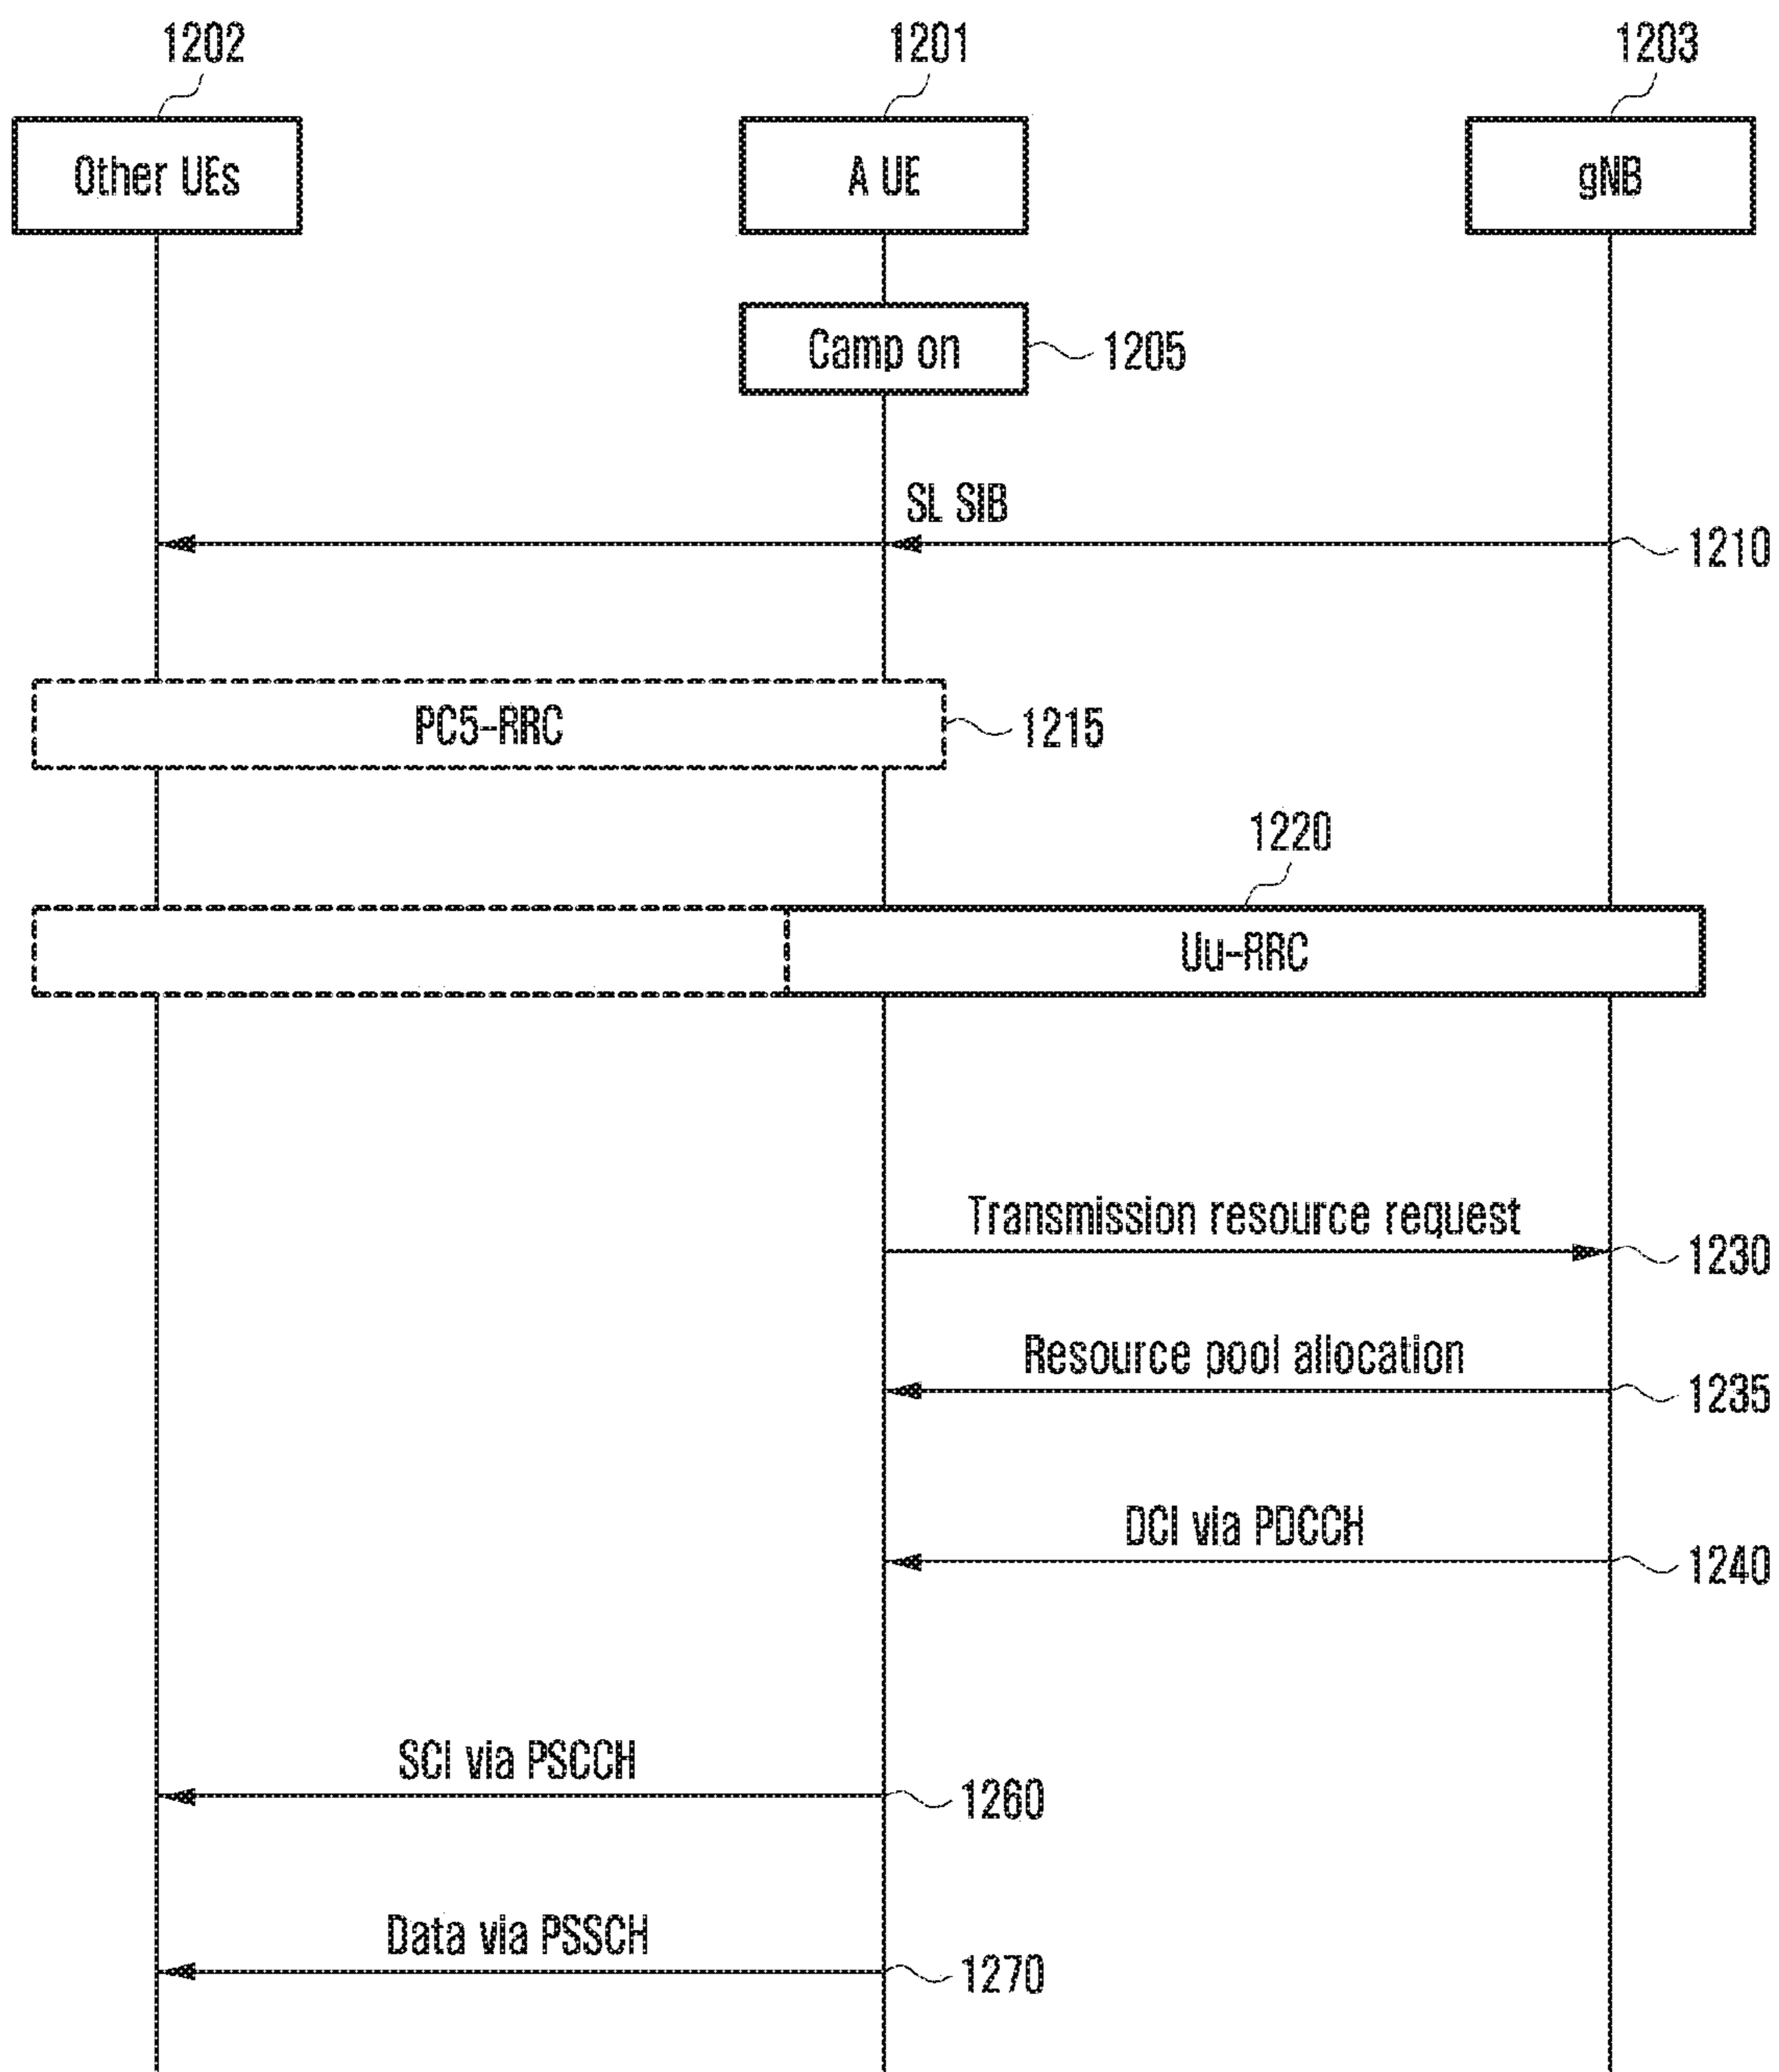 1202 1201 1203
Other UEs A UE gNB
Camp on 1205
SL SIB
1210
PC5-RRC 1215
1220
Uu-RRC
Transmission resource request
1230
Resource pool allocation
1235
DCI via PDCCH
1240
SCI via PSCCH
1260
Data via PSSCH
1270